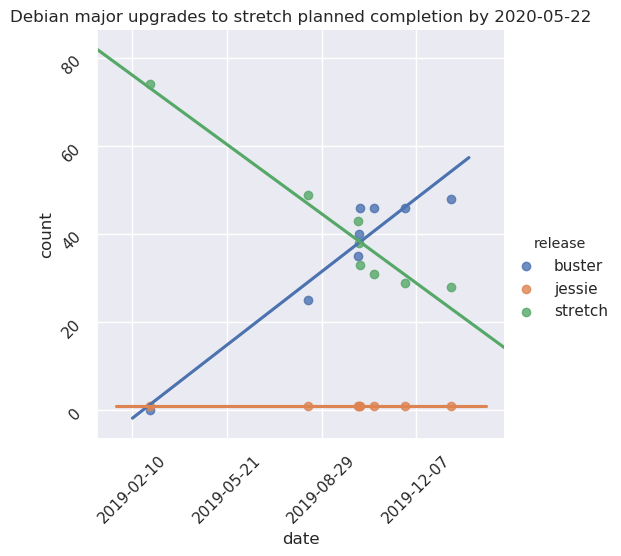 Debian major upgrades to stretch planned completion by 2020-05-22
80
60
40
20
0
count
2019-02-10
2019-05-21
2019-08-29
2019-12-07
date
release
buster
jessie
stretch